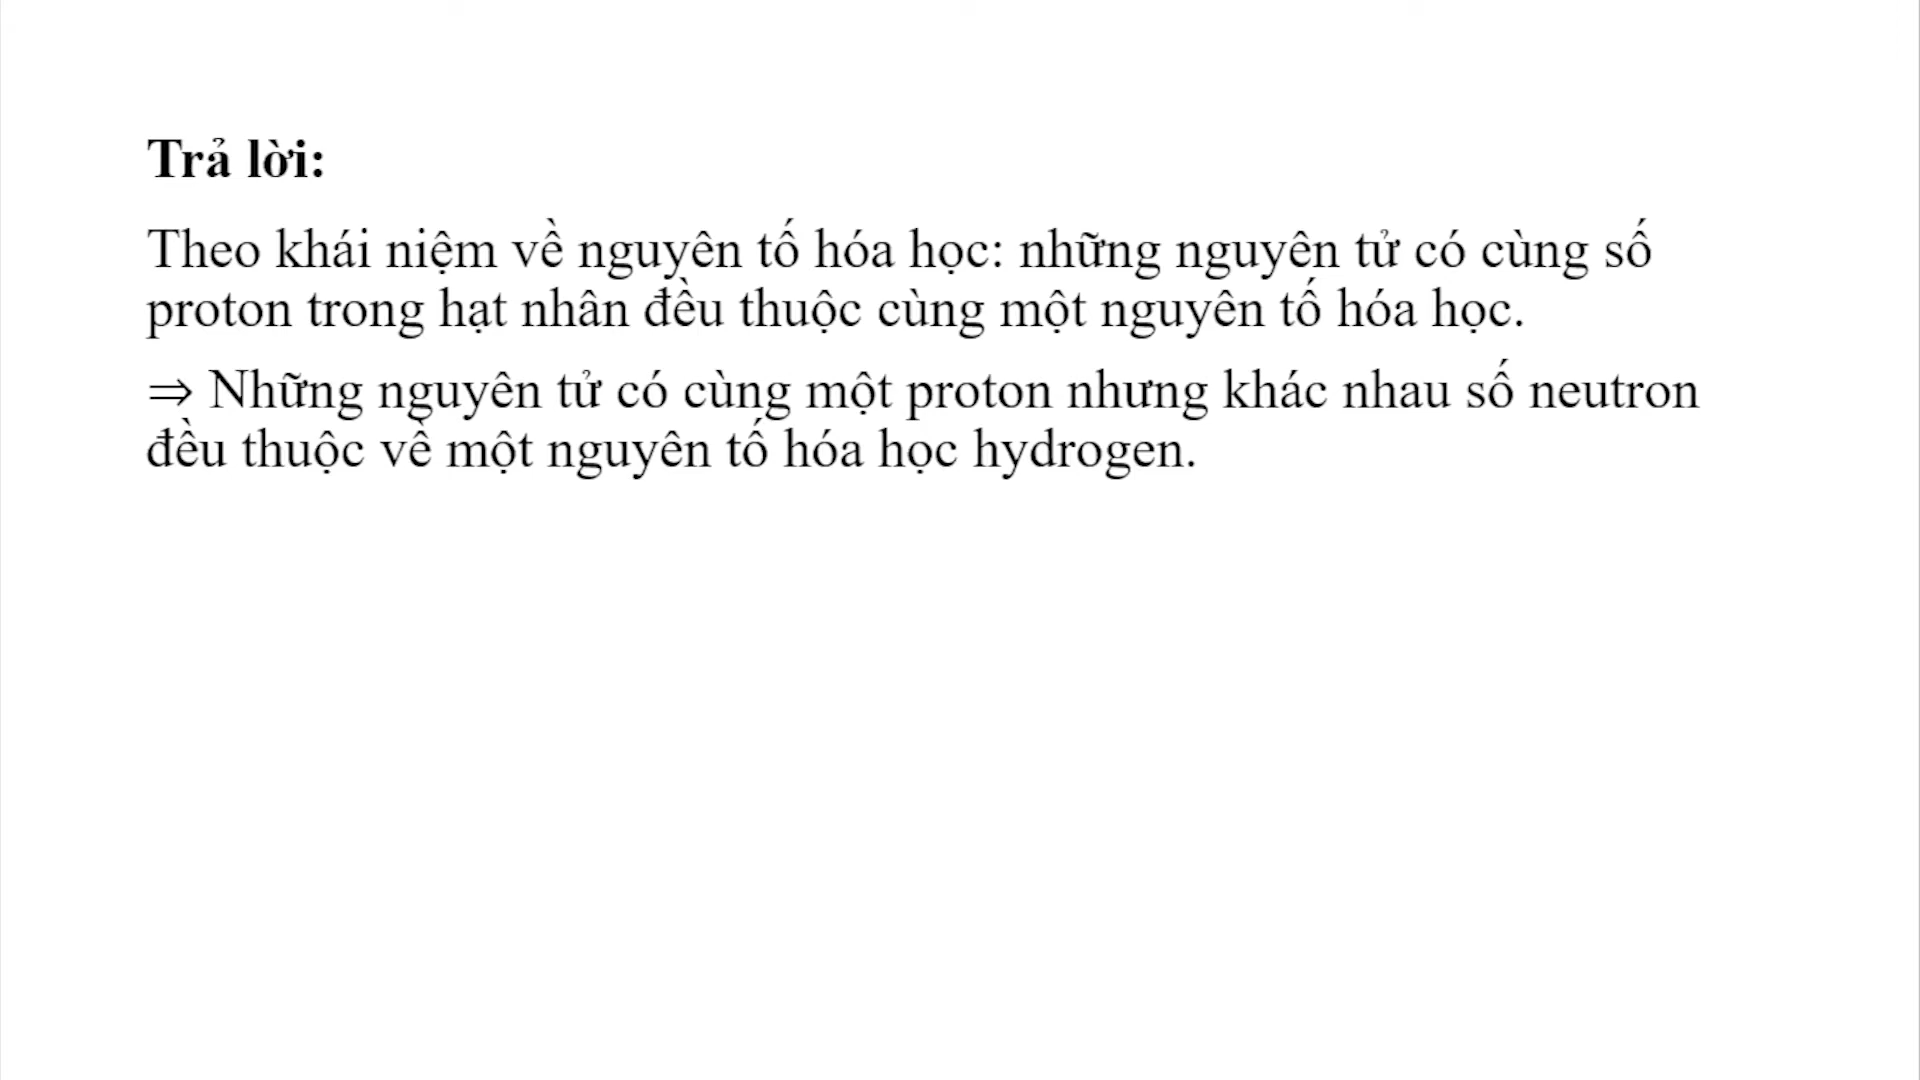 Trả lời:
Theo khái niệm về nguyên tố hóa học: những nguyên tử có cùng số
proton trong hạt nhân đều thuộc cùng một nguyên tố hóa học.
⇒ Những nguyên tử có cùng một proton nhưng khác nhau số neutron
đều thuộc về một nguyên tố hóa học hydrogen.